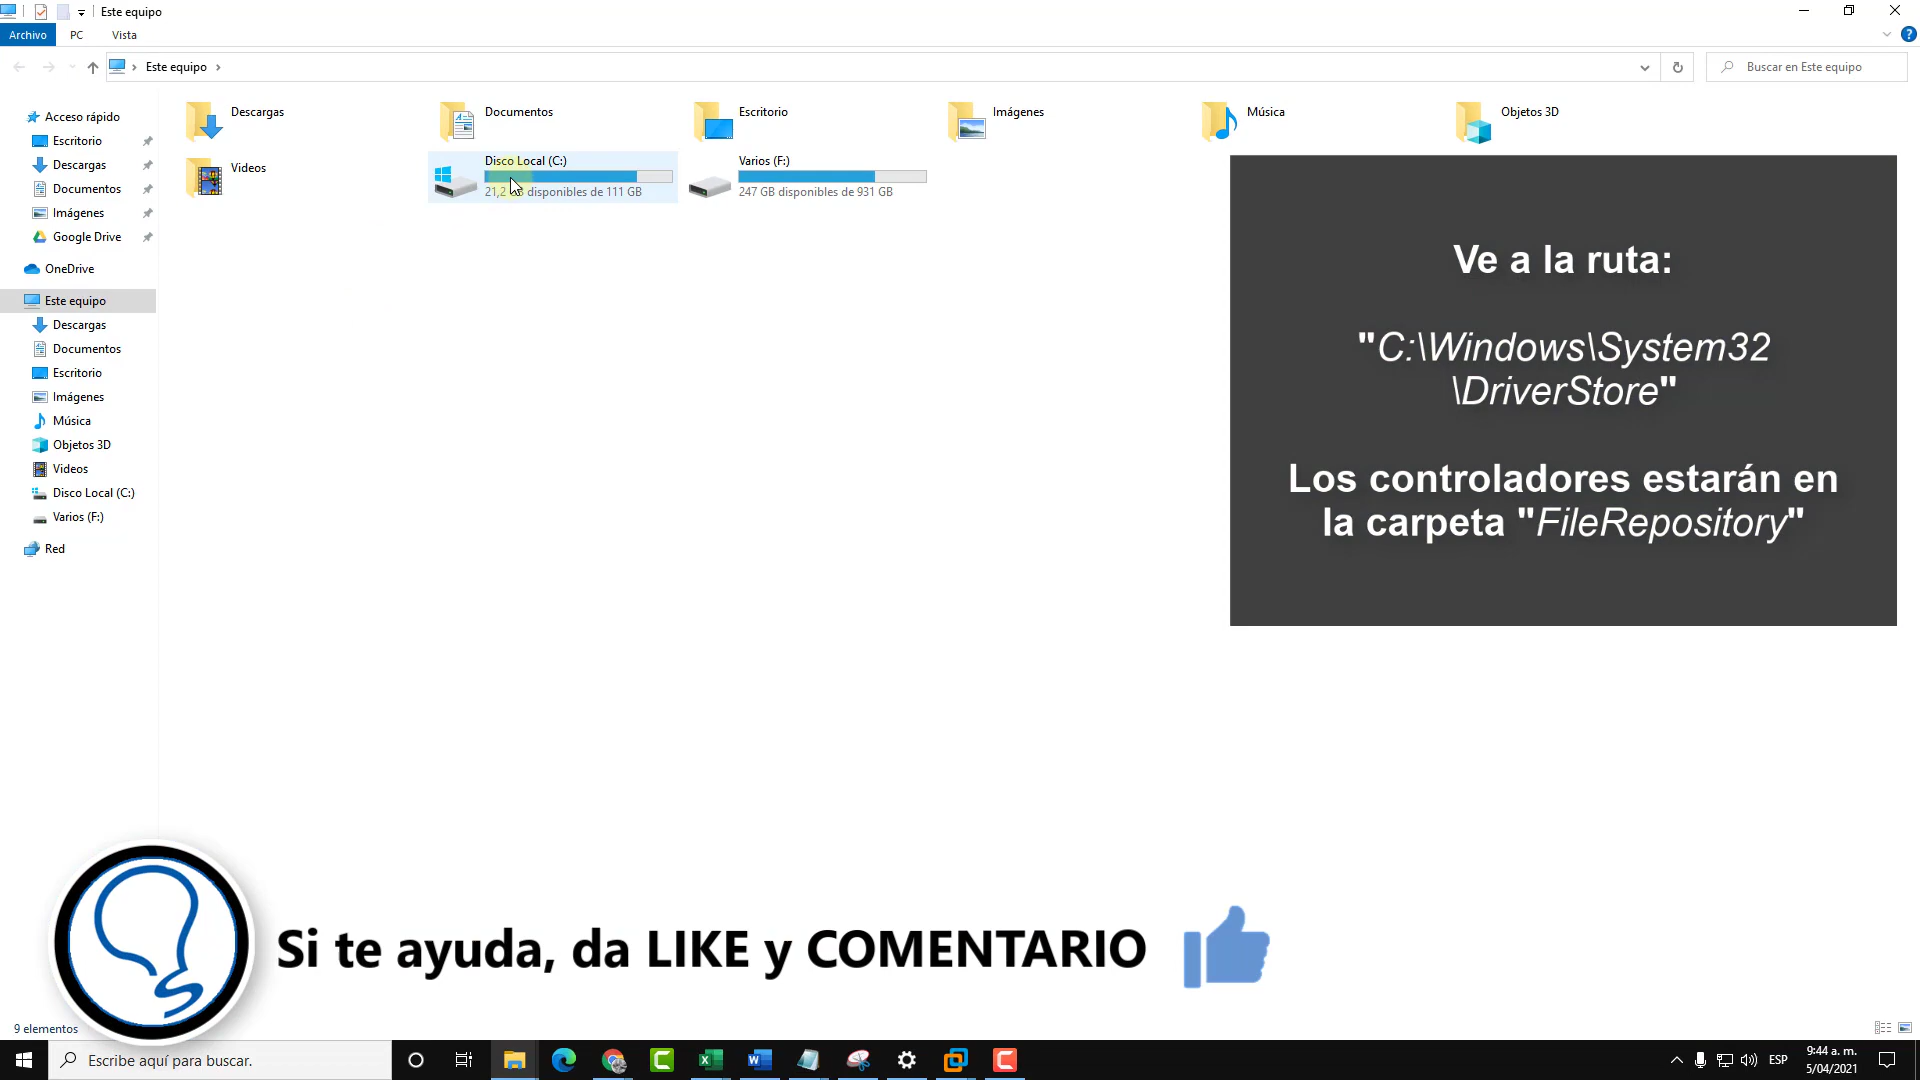 Este equipo
Archivo
PC
Vista
Este equipo
Buscar en Este equipo
Acceso rápido
Escritorio
Descargas
Documentos
Imágenes
Google Drive
OneDrive
Este equipo
Descargas
Documentos
Escritorio
Imágenes
Música
Objetos 3D
Videos
Disco Local (C:)
Varios (F:)
Red
Descargas
Documentos
Escritorio
Imágenes
Música
Objetos 3D
Videos
Disco Local (C:)
21,2 disponibles de 111 GB
Varios (F:)
247 GB disponibles de 931 GB
Ve a la ruta:
"C:\Windows\System32
\DriverStore"
Los controladores estarán en
la carpeta "FileRepository"
Si te ayuda, da LIKE y COMENTARIO
9 elementos
Escribe aquí para buscar.
ESP
9:44 a. m.
5/04/2021